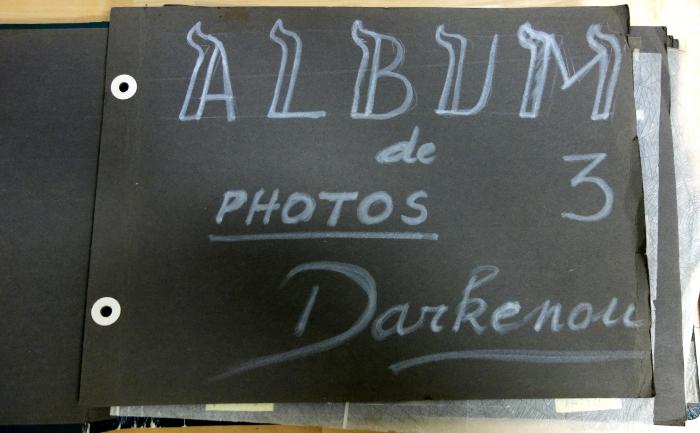 ALBUM
de
3
PHOTOS
Darkenou